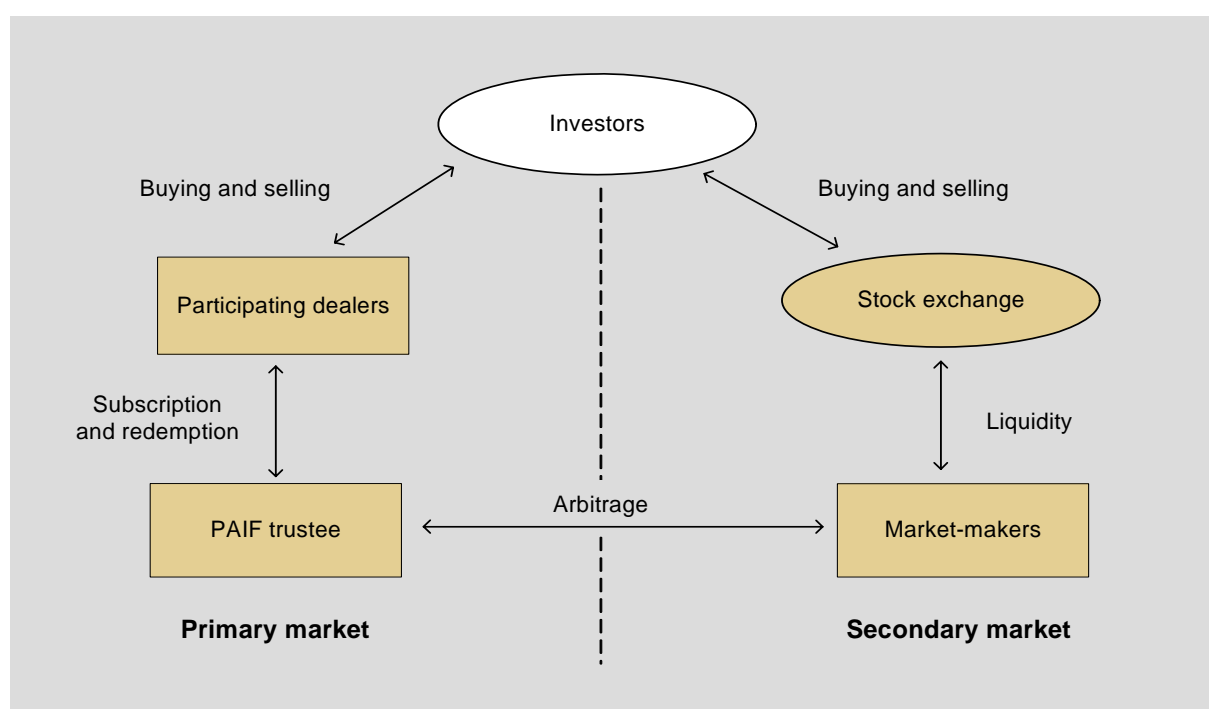 Investors
Buying and selling
Buying and selling
Participating dealers
Stock exchange
Subscription
and redemption
Liquidity
Arbitrage
PAIF trustee
Market-makers
Primary market
Secondary market